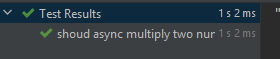 Test Results 1 s 2 ms
shoud async multiply two nur 1 s 2 ms